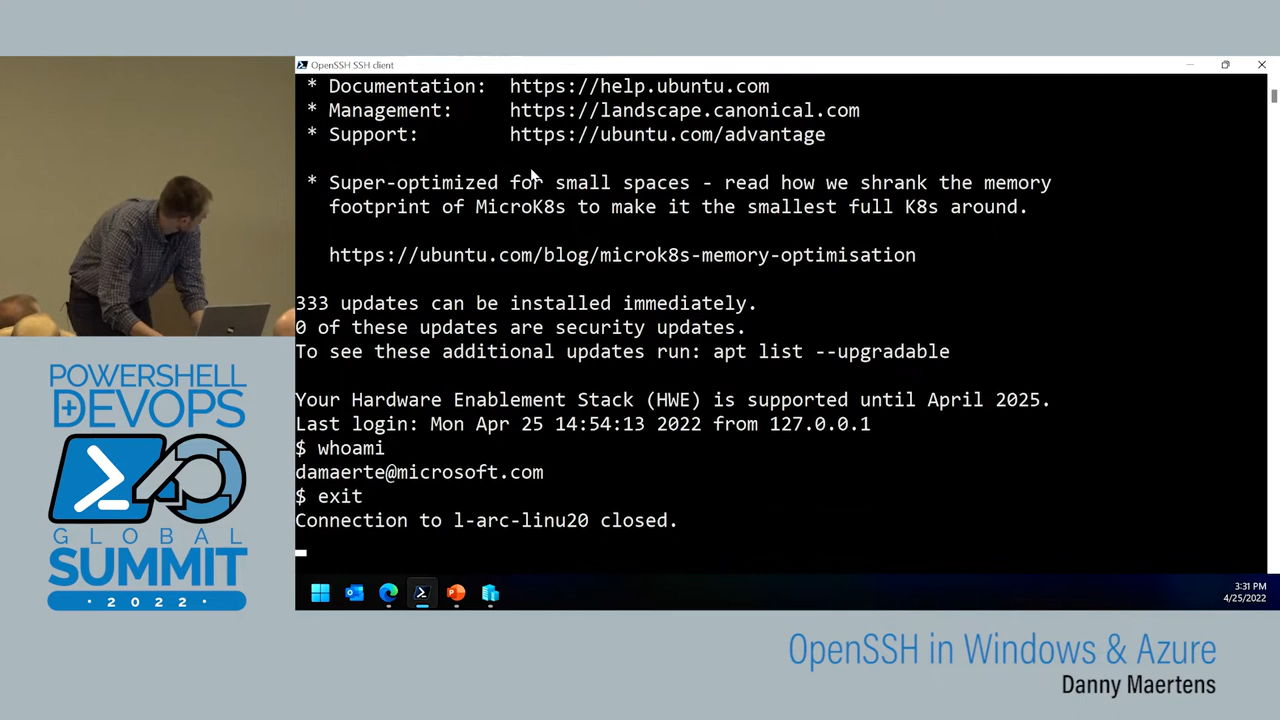 OpenSSH SSH client
* Documentation: https://help.ubuntu.com
* Management: https://landscape.canonical.com
* Support: https://ubuntu.com/advantage
* Super-optimized for small spaces - read how we shrank the memory
footprint of MicroK8s to make it the smallest full K8s around.
https://ubuntu.com/blog/microk8s-memory-optimisation
333 updates can be installed immediately.
0 of these updates are security updates.
To see these additional updates run: apt list --upgradable
Your Hardware Enablement Stack (HWE) is supported until April 2025.
Last login: Mon Apr 25 14:54:13 2022 from 127.0.0.1
$ whoami
damaerte@microsoft.com
$ exit
Connection to l-arc-linu20 closed.
3:31 PM
4/25/2022
POWERSHELL
+DEVOPS
GLOBAL
SUMMIT
· 2 0 2 2 ·
OpenSSH in Windows & Azure
Danny Maertens